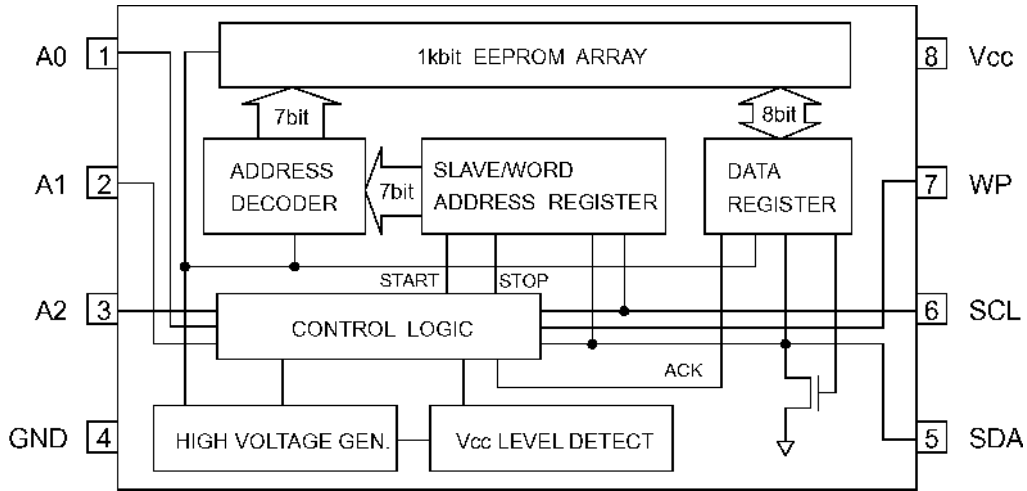 A0 1
1kbit EEPROM ARRAY
8 Vcc
7bit
8bit
A1 2
ADDRESS
DECODER
7bit
SLAVE/WORD
ADDRESS REGISTER
DATA
REGISTER
7 WP
START
STOP
A2 3
CONTROL LOGIC
6 SCL
ACK
GND 4
HIGH VOLTAGE GEN.
Vcc LEVEL DETECT
5 SDA